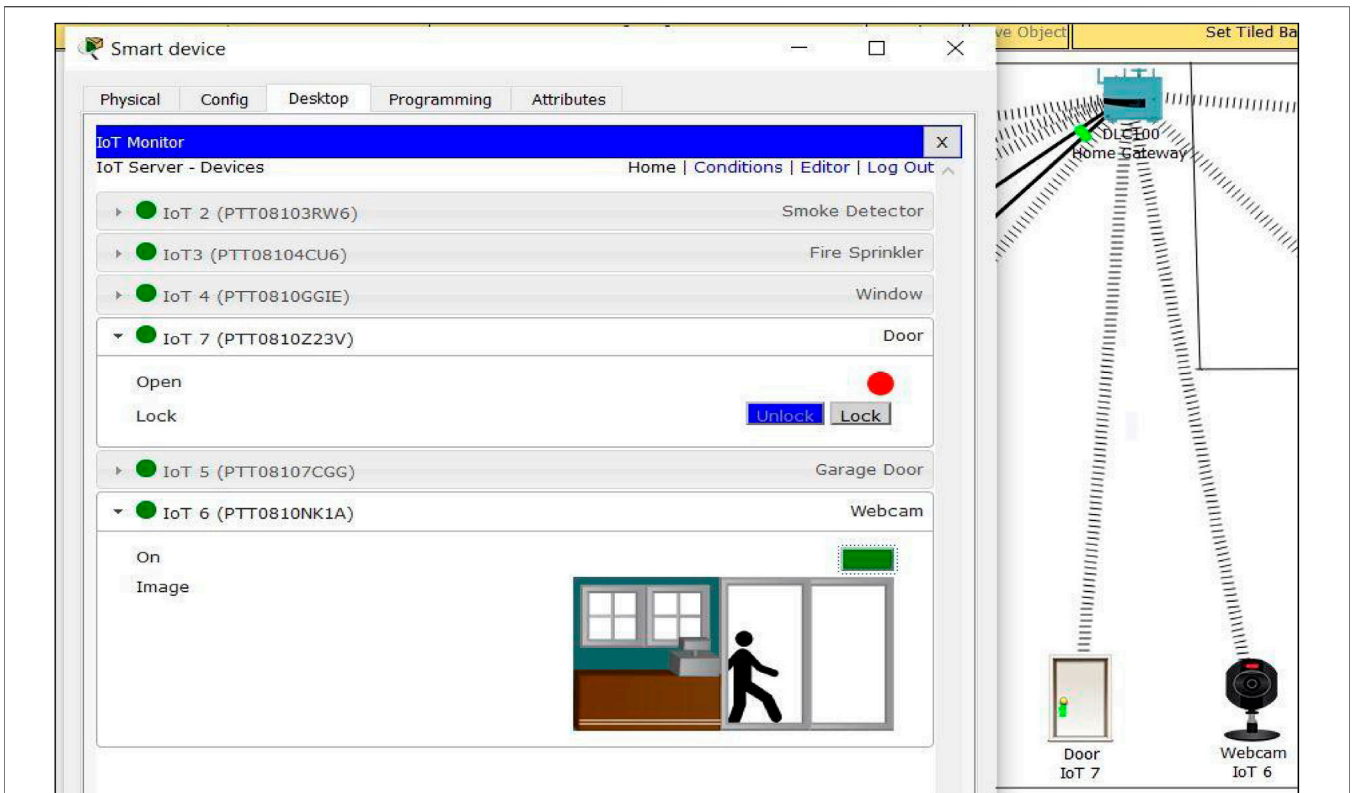 ve Object
Set Tiled Ba
Smart device
Physical Config Desktop Programming Attributes
IoT Monitor X
IoT Server - Devices Home | Conditions | Editor | Log Out
IoT 2 (PTT08103RW6) Smoke Detector
IoT3 (PTT08104CU6) Fire Sprinkler
IoT 4 (PTT0810GGIE) Window
IoT 7 (PTT0810Z23V) Door
Open
Lock Unlock Lock
IoT 5 (PTT08107CGG) Garage Door
IoT 6 (PTT0810NK1A) Webcam
On
Image
DLC100
Home Gateway
Door
IoT 7
Webcam
IoT 6